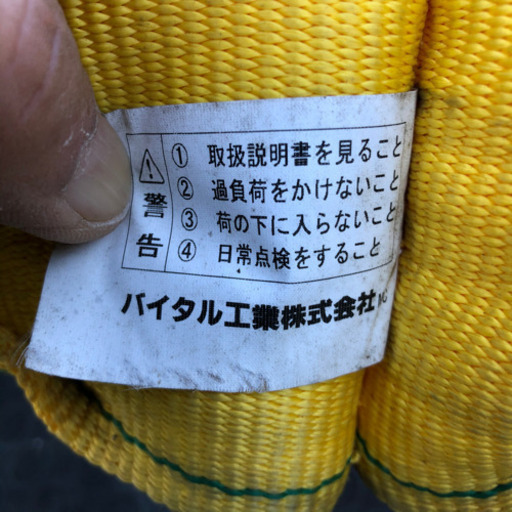 ⚠警告
① 取扱説明書を見ること
② 過負荷をかけないこと
③ 荷の下に入らないこと
④ 日常点検をすること
バイタル工業株式会社